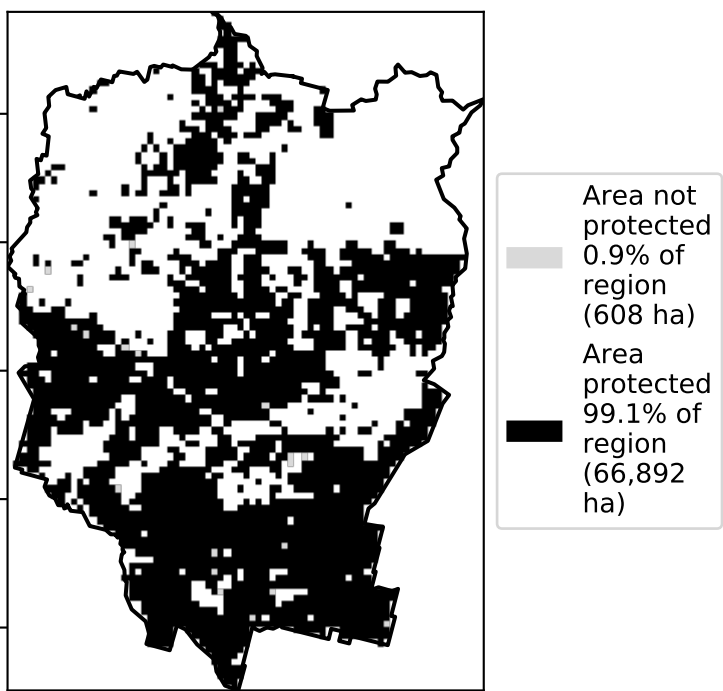 Area not
protected
0.9% of
region
(608 ha)
Area
protected
99.1% of
region
(66,892
ha)